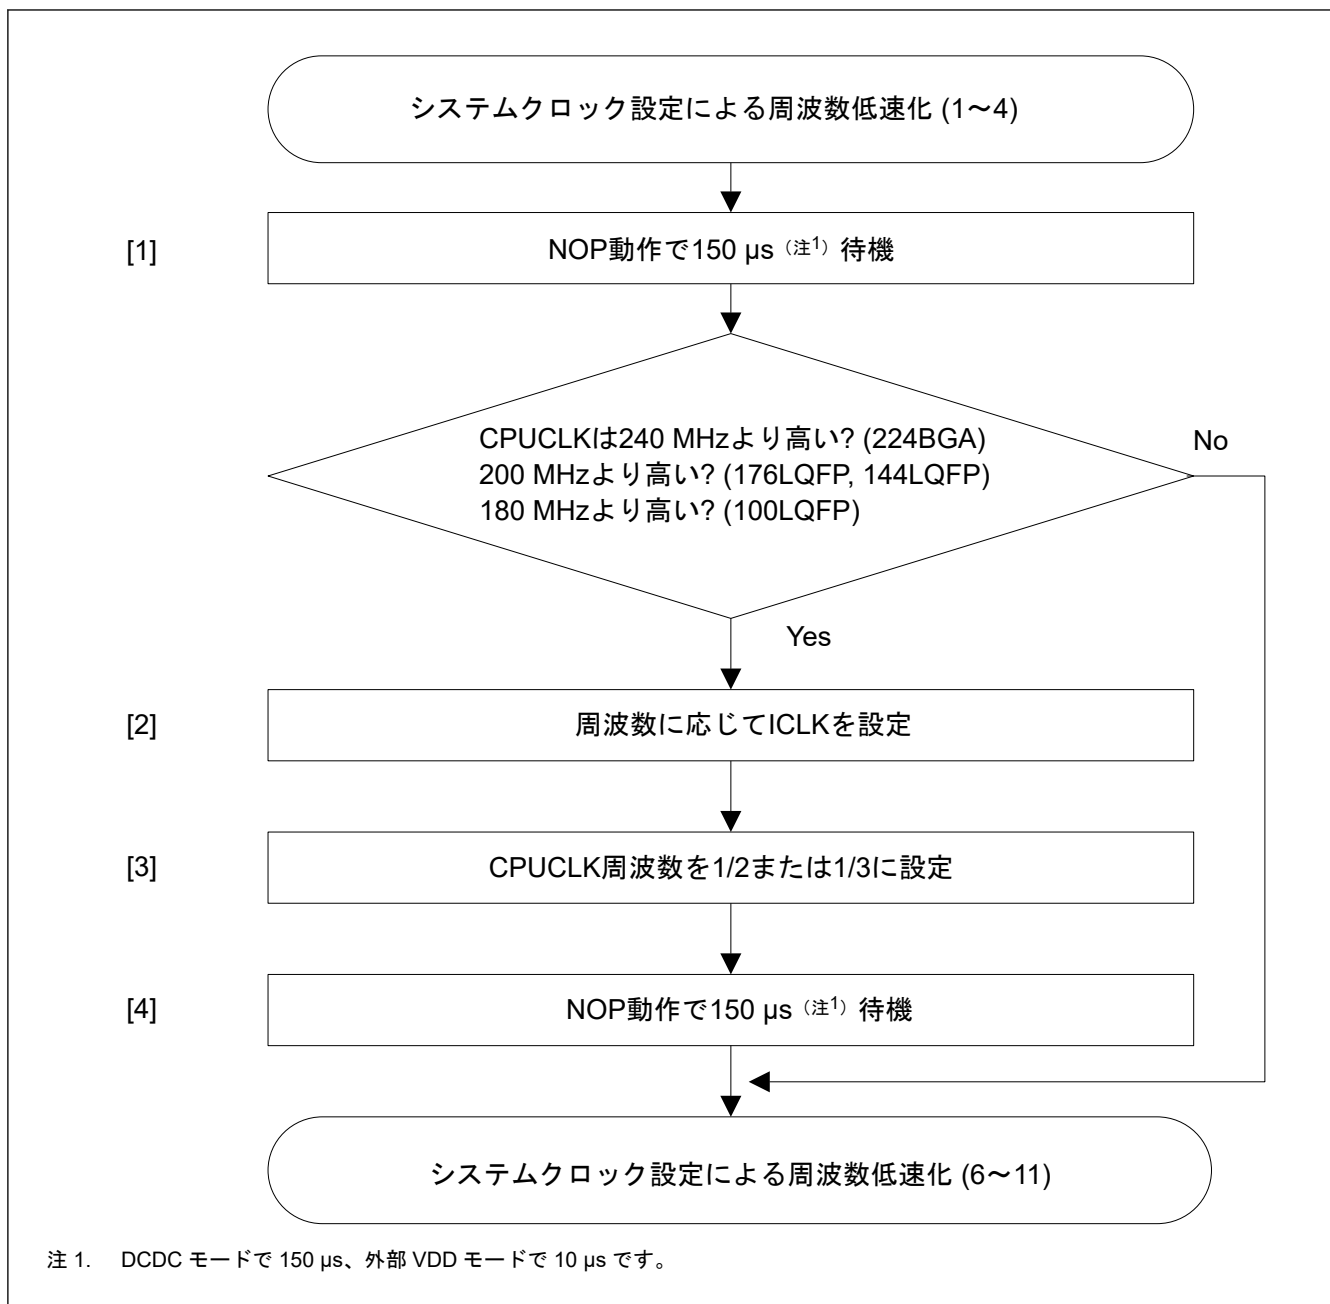 システムクロック設定による周波数低速化 (1～4)
[1]
NOP動作で150 µs（注1）待機
CPUCLKは240 MHzより高い? (224BGA)
200 MHzより高い? (176LQFP, 144LQFP)
180 MHzより高い? (100LQFP)
No
Yes
[2]
周波数に応じてICLKを設定
[3]
CPUCLK周波数を1/2または1/3に設定
[4]
NOP動作で150 µs（注1）待機
システムクロック設定による周波数低速化 (6～11)
注 1. DCDC モードで 150 µs、外部 VDD モードで 10 µs です。